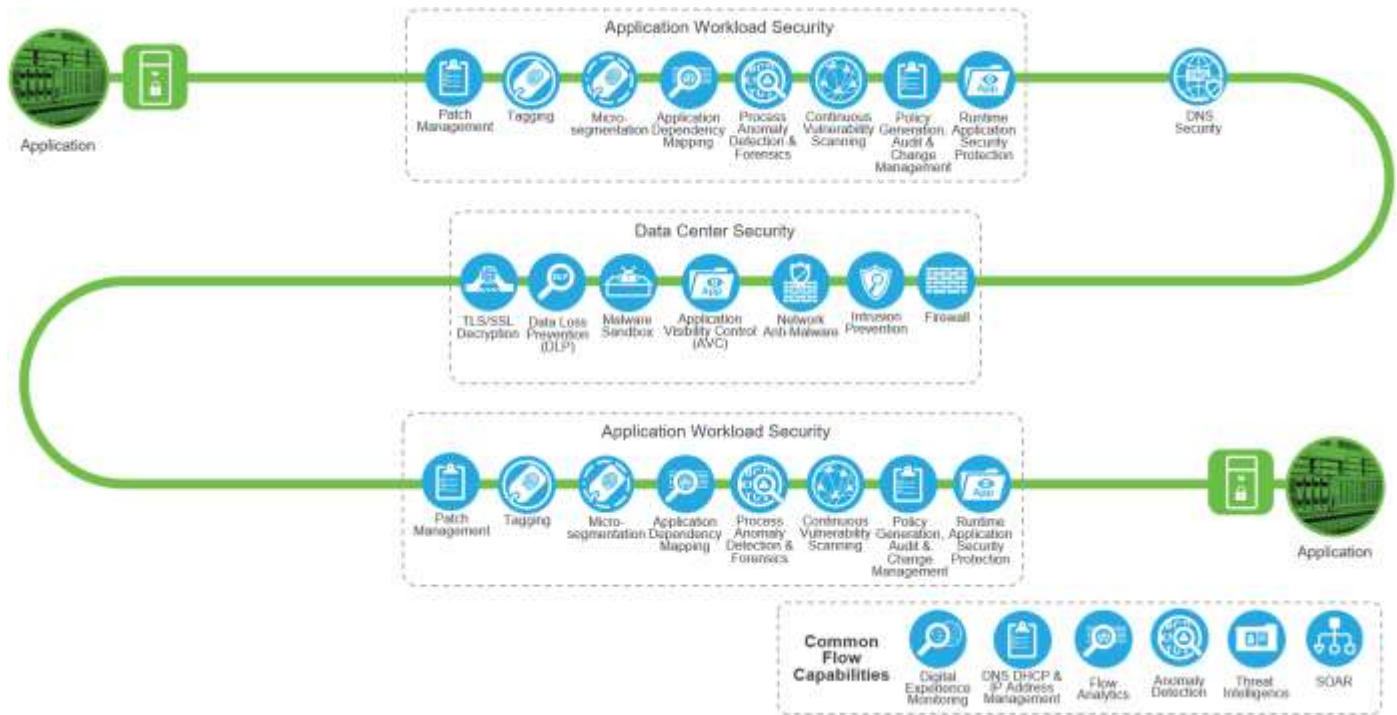 Application Workload Security
Patch
Management
Tagging
Micro-
segmentation
Application
Dependency
Mapping
Process
Anomaly
Detection &
Forensics
Continuous
Vulnerability
Scanning
Policy
Generation,
Audit &
Change
Management
App
Runtime
Application
Security
Protection
DNS
Security
Application
Data Center Security
TLS/SSL
Decryption
DLP
Data Loss
Prevention
(DLP)
Malware
Sandbox
App
Application
Visibility Control
(AVC)
Network
Anti-Malware
Intrusion
Prevention
Firewall
Application Workload Security
Patch
Management
Tagging
Micro-
segmentation
Application
Dependency
Mapping
Process
Anomaly
Detection &
Forensics
Continuous
Vulnerability
Scanning
Policy
Generation,
Audit &
Change
Management
App
Runtime
Application
Security
Protection
Application
Common
Flow
Capabilities
Digital
Experience
Monitoring
DNS DHCP &
IP Address
Management
Flow
Analytics
Anomaly
Detection
Threat
Intelligence
SOAR